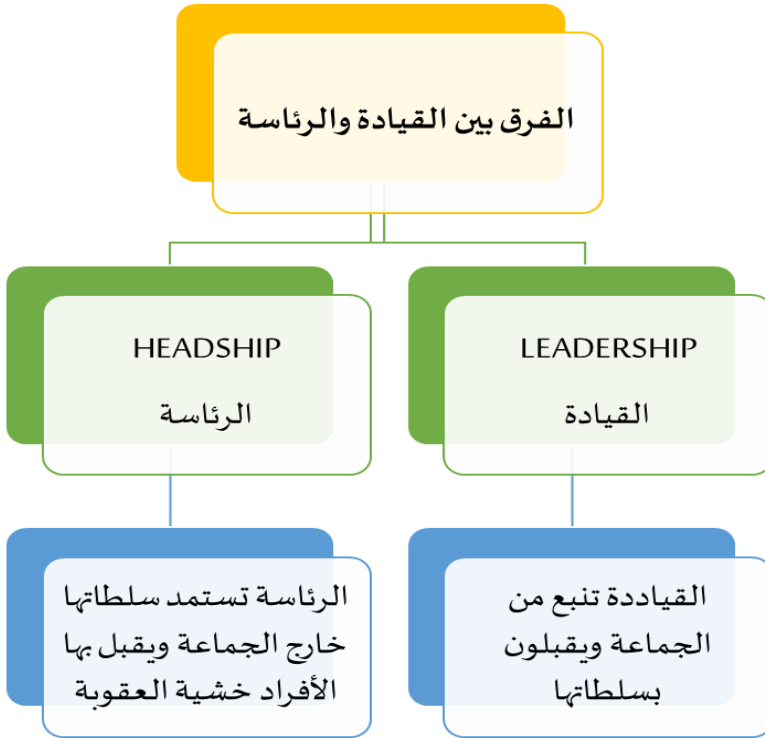 الفرق بين القيادة والرئاسة
LEADERSHIP
القيادة
HEADSHIP
الرئاسة
القياددة تنبع من
الجماعة ويقبلون
بسلطاتها
الرئاسة تستمد سلطاتها
خارج الجماعة ويقبل بها
الأفراد خشية العقوبة